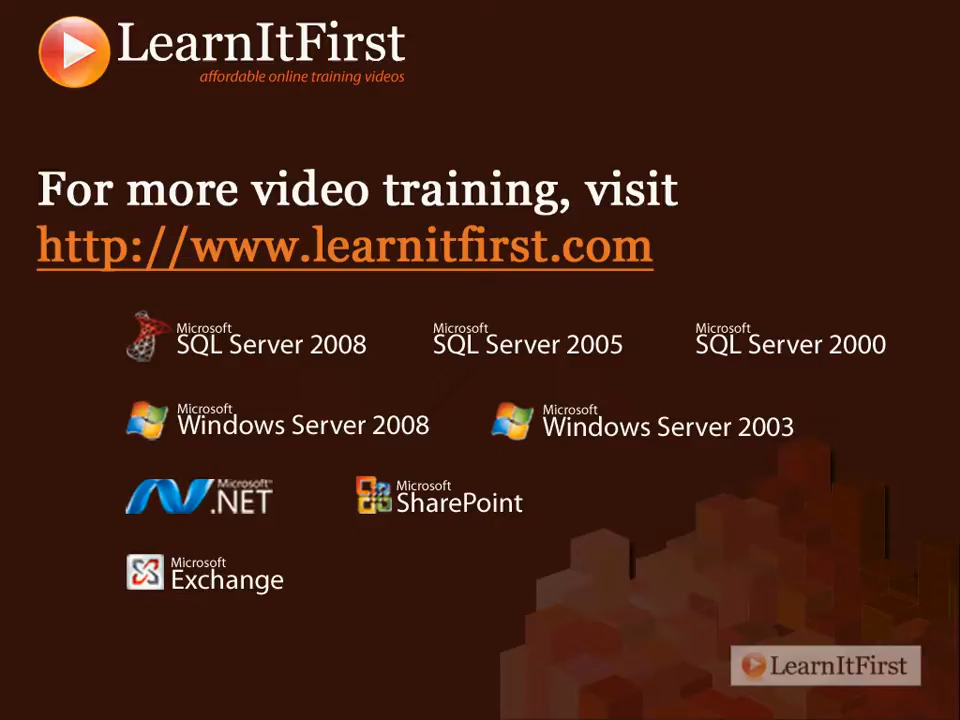 LearnItFirst
affordable online training videos
For more video training, visit
http://www.learnitfirst.com
Microsoft
SQL Server 2008
Microsoft
SQL Server 2005
Microsoft
SQL Server 2000
Microsoft
Windows Server 2008
Microsoft
Windows Server 2003
Microsoft™
.NET
Microsoft
SharePoint
Microsoft
Exchange
LearnItFirst